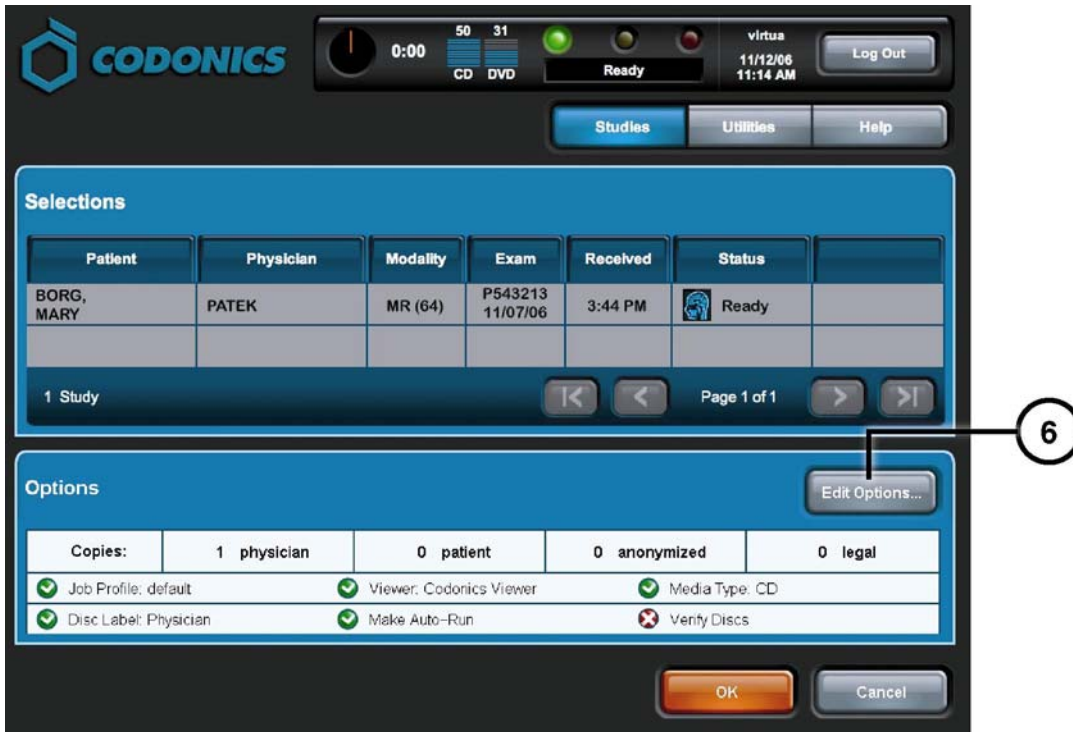 CODONICS
0:00
50 31
CD DVD
Ready
virtua
11/12/06
11:14 AM
Log Out
Studies Utilities Help
Selections
Patient Physician Modality Exam Received Status
BORG,
MARY
PATEK
MR (64)
P543213
11/07/06
3:44 PM
Ready
1 Study
Page 1 of 1
6
Options
Edit Options...
Copies: 1 physician 0 patient 0 anonymized 0 legal
Job Profile: default Viewer: Codonics Viewer Media Type: CD
Disc Label: Physician Make Auto-Run Verify Discs
OK Cancel